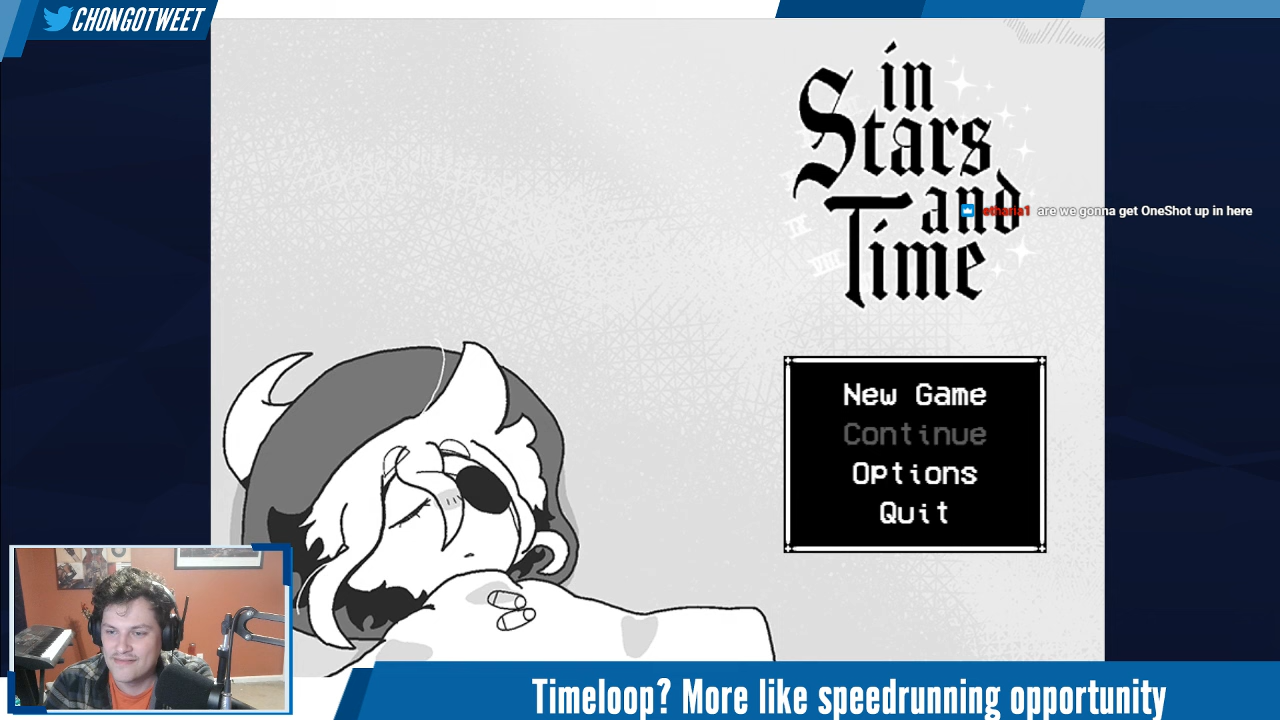 CHONGOTWEET
in
Stars
and
Time
etharia1 are we gonna get OneShot up in here
New Game
Continue
Options
Quit
Timeloop? More like speedrunning opportunity